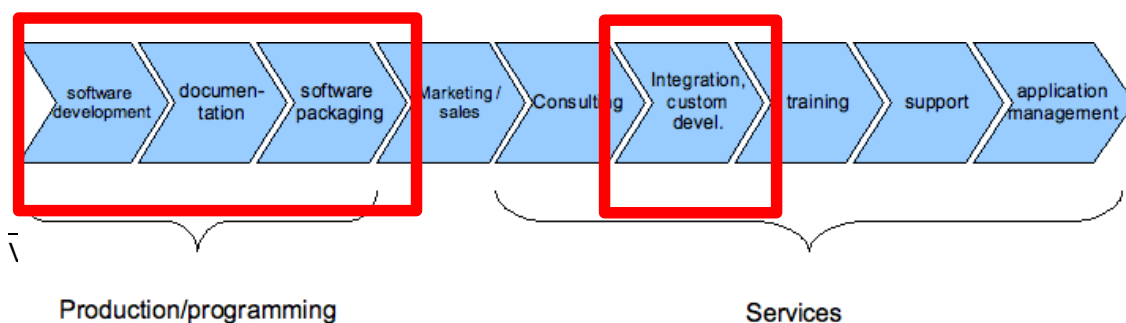 software
development
documen-
tation
software
packaging
Marketing /
sales
Consulting
Integration,
custom
devel.
training
support
application
management
Production/programming
Services